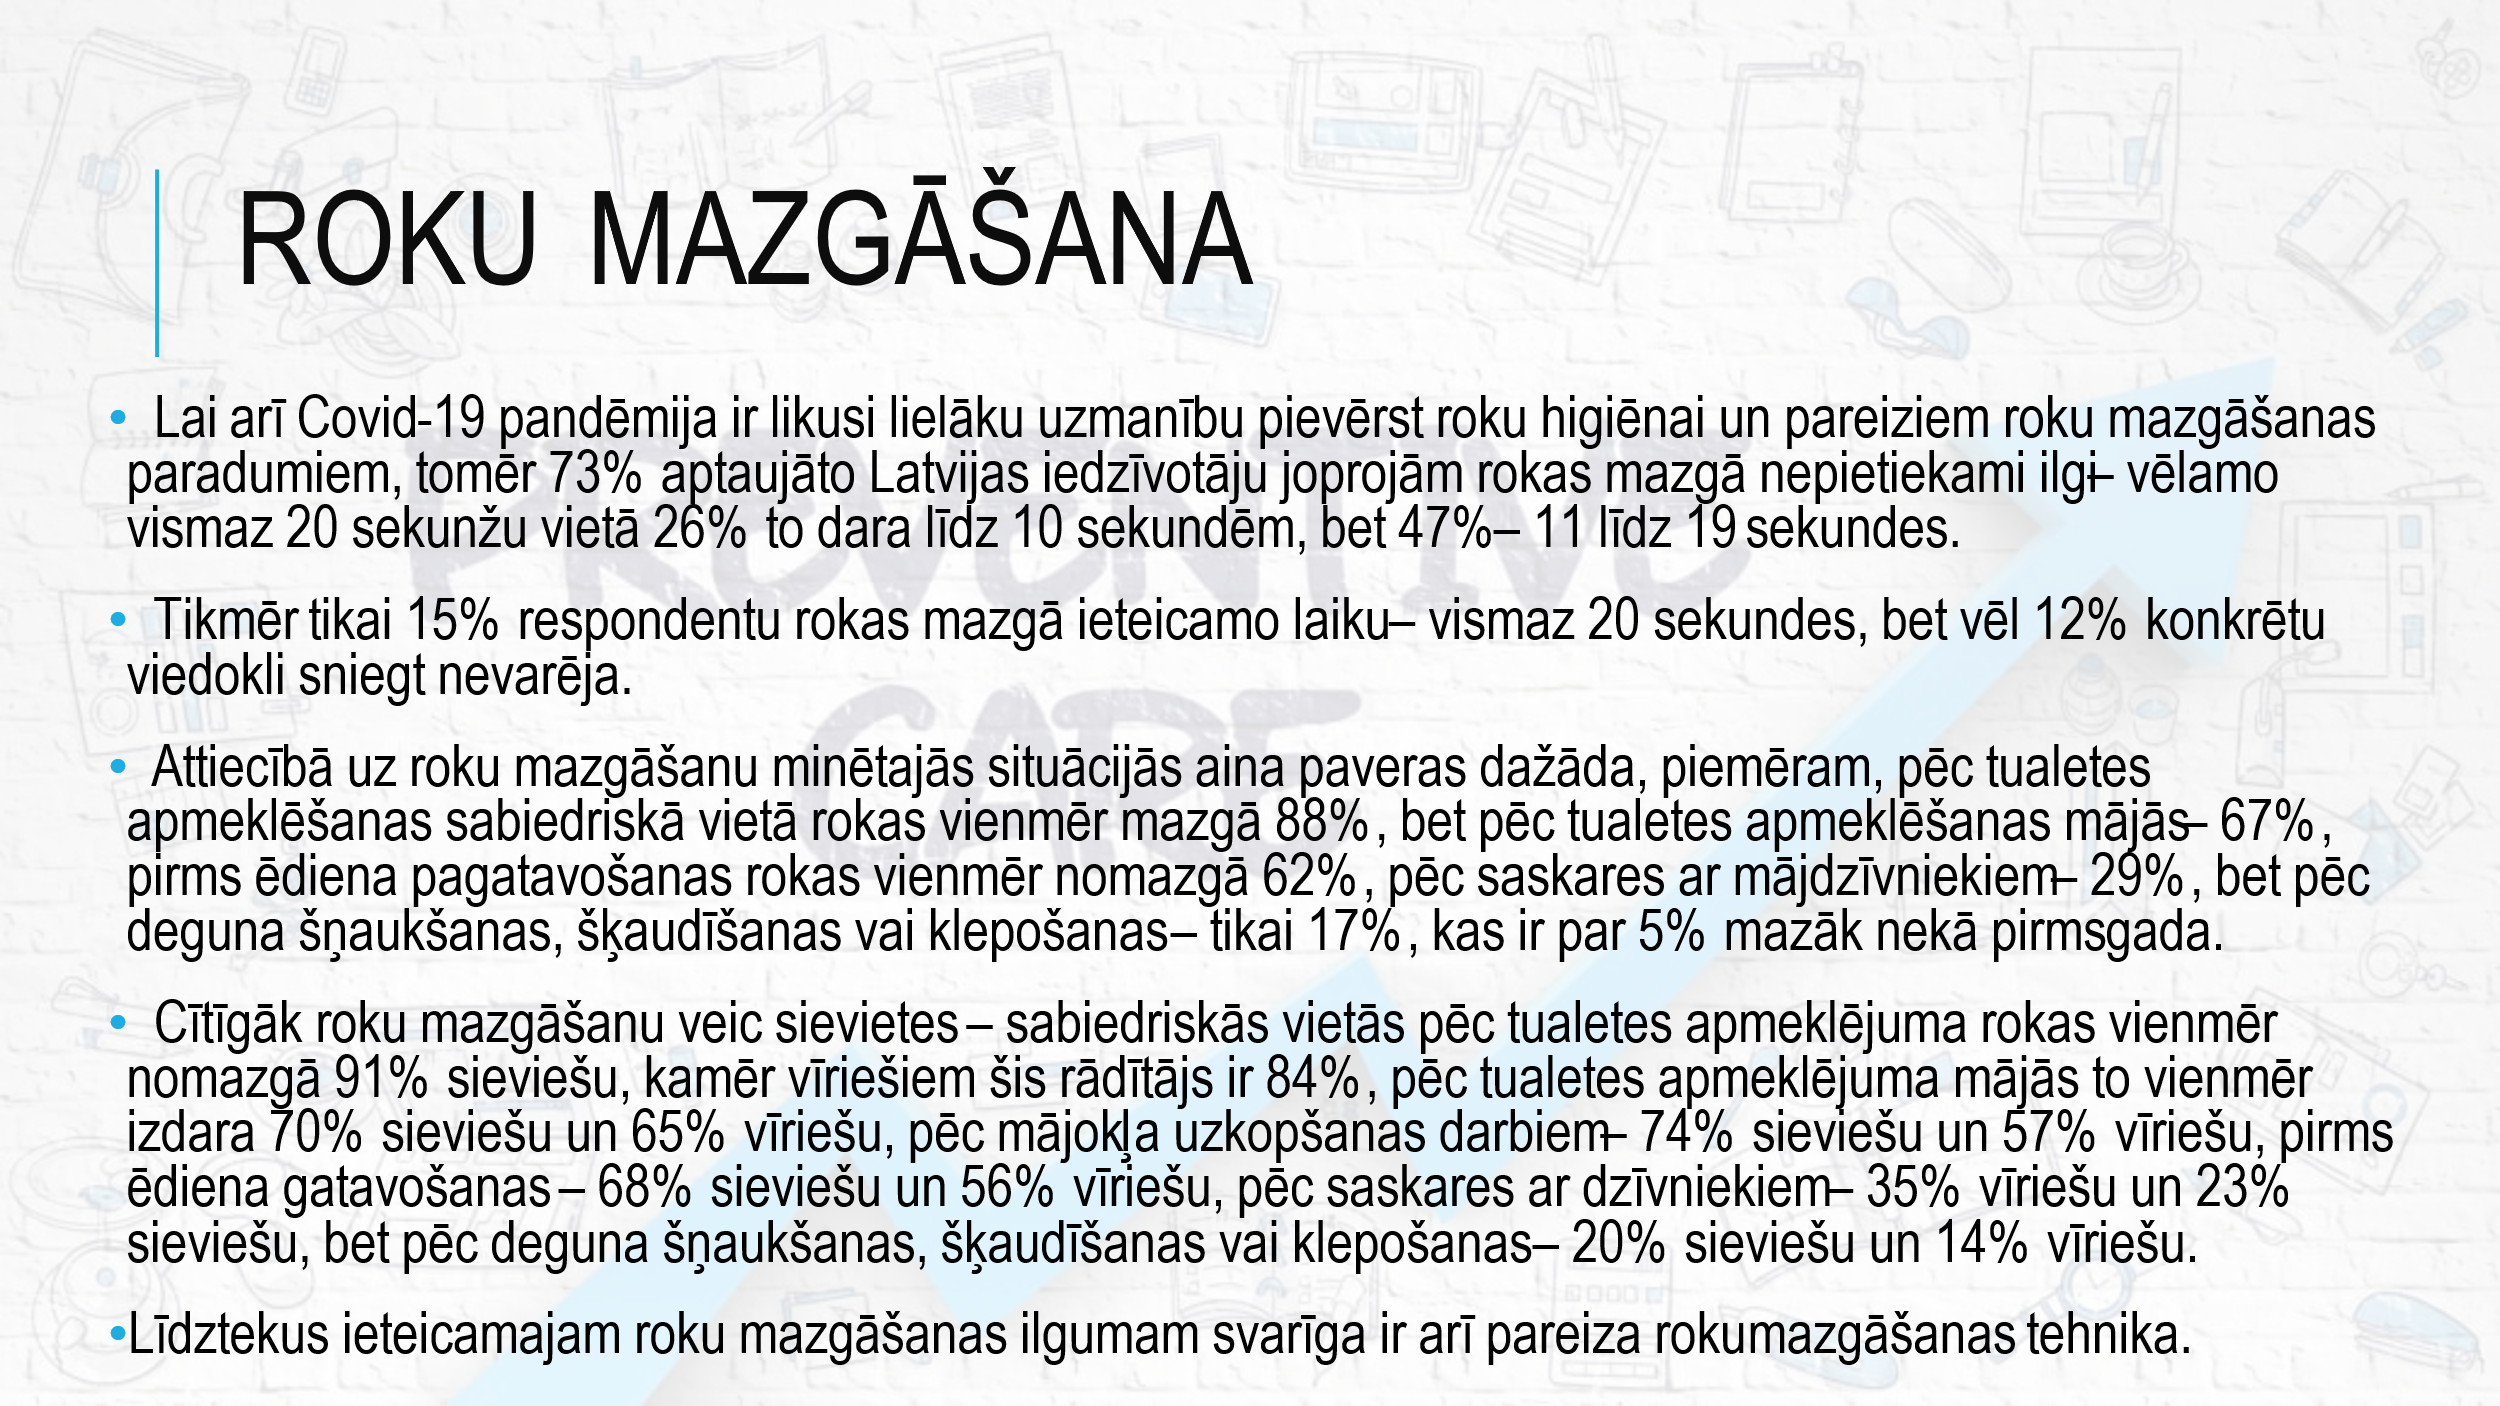 ROKU MAZGĀŠANA
• Lai arī Covid-19 pandēmija ir likusi lielāku uzmanību pievērst roku higiēnai un pareiziem roku mazgāšanas
paradumiem, tomēr 73% aptaujāto Latvijas iedzīvotāju joprojām rokas mazgā nepietiekami ilgi– vēlamo
vismaz 20 sekunžu vietā 26% to dara līdz 10 sekundēm, bet 47%– 11 līdz 19 sekundes.
• Tikmēr tikai 15% respondentu rokas mazgā ieteicamo laiku– vismaz 20 sekundes, bet vēl 12% konkrētu
viedokli sniegt nevarēja.
• Attiecībā uz roku mazgāšanu minētajās situācijās aina paveras dažāda, piemēram, pēc tualetes
apmeklēšanas sabiedriskā vietā rokas vienmēr mazgā 88%, bet pēc tualetes apmeklēšanas mājās– 67%,
pirms ēdiena pagatavošanas rokas vienmēr nomazgā 62%, pēc saskares ar mājdzīvniekiem– 29%, bet pēc
deguna šņaukšanas, šķaudīšanas vai klepošanas– tikai 17%, kas ir par 5% mazāk nekā pirmsgada.
• Cītīgāk roku mazgāšanu veic sievietes – sabiedriskās vietās pēc tualetes apmeklējuma rokas vienmēr
nomazgā 91% sieviešu, kamēr vīriešiem šis rādītājs ir 84%, pēc tualetes apmeklējuma mājās to vienmēr
izdara 70% sieviešu un 65% vīriešu, pēc mājokļa uzkopšanas darbiem– 74% sieviešu un 57% vīriešu, pirms
ēdiena gatavošanas – 68% sieviešu un 56% vīriešu, pēc saskares ar dzīvniekiem– 35% vīriešu un 23%
sieviešu, bet pēc deguna šņaukšanas, šķaudīšanas vai klepošanas– 20% sieviešu un 14% vīriešu.
•Līdztekus ieteicamajam roku mazgāšanas ilgumam svarīga ir arī pareiza rokumazgāšanas tehnika.
PREVENTIVE
CARE